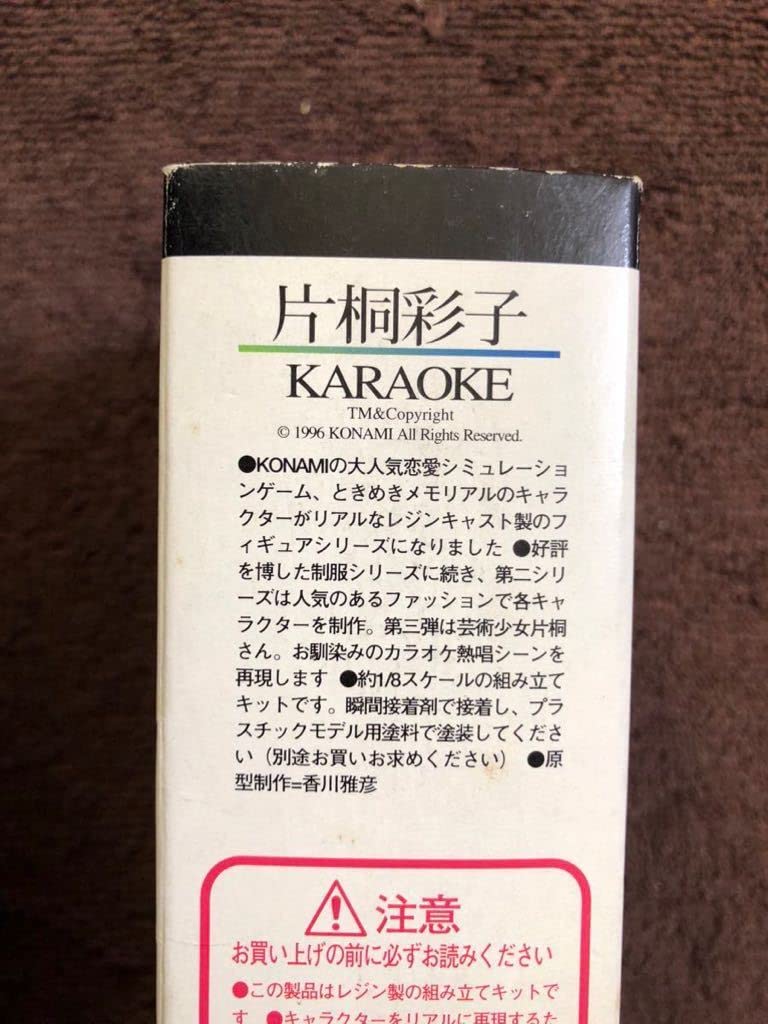 片桐彩子
KARAOKE
TM&Copyright
© 1996 KONAMI All Rights Reserved.
●KONAMIの大人気恋愛シミュレーショ
ンゲーム、ときめきメモリアルのキャラ
クターがリアルなレジンキャスト製のフ
ィギュアシリーズになりました ●好評
を博した制服シリーズに続き、第二シリ
ーズは人気のあるファッションで各キャ
ラクターを制作。第三弾は芸術少女片桐
さん。お馴染みのカラオケ熱唱シーンを
再現します ●約1/8スケールの組み立て
キットです。瞬間接着剤で接着し、プラ
スチックモデル用塗料で塗装してくださ
い（別途お買いお求めください） ●原
型制作=香川雅彦
注意
お買い上げの前に必ずお読みください
●この製品はレジン製の組み立てキットで
す ●キャラクターをリアルに再現するた